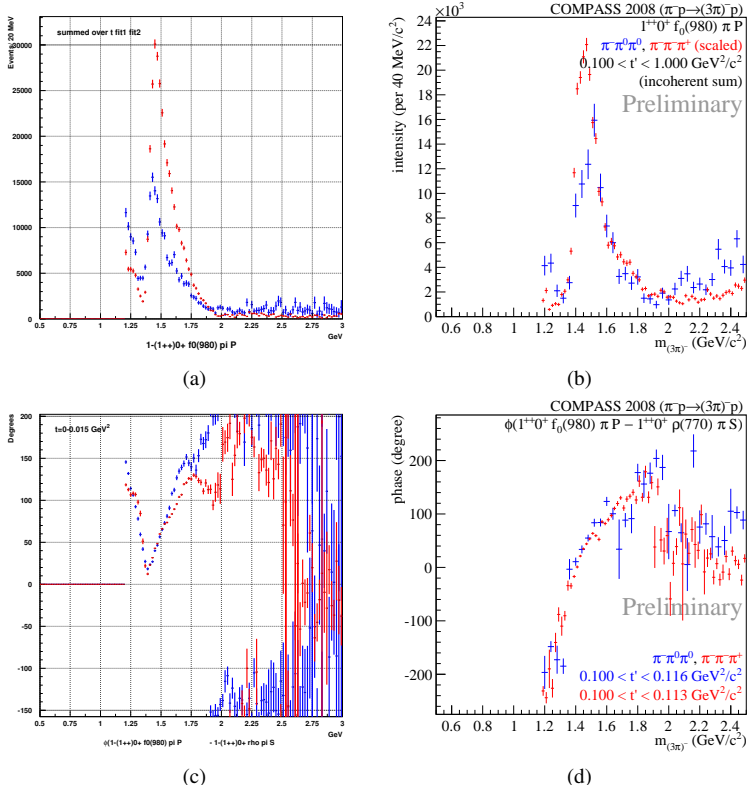 Events/ 20 MeV
30000
25000
20000
15000
10000
5000
0
summed over t fit1 fit2
0.5 0.75 1 1.25 1.5 1.75 2 2.25 2.5 2.75 3
GeV
1-(1++)0+ f0(980) pi P
(a)
×10³
COMPASS 2008 (π⁻p→(3π)⁻p)
1⁺⁺0⁺ f₀(980) π P
π⁻π⁰π⁰, π⁻π⁻π⁺ (scaled)
0.100 < t' < 1.000 GeV²/c²
(incoherent sum)
Preliminary
intensity (per 40 MeV/c²)
22
20
18
16
14
12
10
8
6
4
2
0
0.6 0.8 1 1.2 1.4 1.6 1.8 2 2.2 2.4
m(3π)⁻ (GeV/c²)
(b)
Degrees
200
150
100
50
0
-50
-100
-150
t=0-0.015 GeV²
0.5 0.75 1 1.25 1.5 1.75 2 2.25 2.5 2.75 3
GeV
ϕ(1-(1++)0+ f0(980) pi P - 1-(1++)0+ rho pi S
(c)
COMPASS 2008 (π⁻p→(3π)⁻p)
ϕ(1⁺⁺0⁺ f₀(980) π P − 1⁺⁺0⁺ ρ(770) π S)
phase (degree)
200
100
0
-100
-200
Preliminary
π⁻π⁰π⁰, π⁻π⁻π⁺
0.100 < t' < 0.116 GeV²/c²
0.100 < t' < 0.113 GeV²/c²
0.6 0.8 1 1.2 1.4 1.6 1.8 2 2.2 2.4
m(3π)⁻ (GeV/c²)
(d)